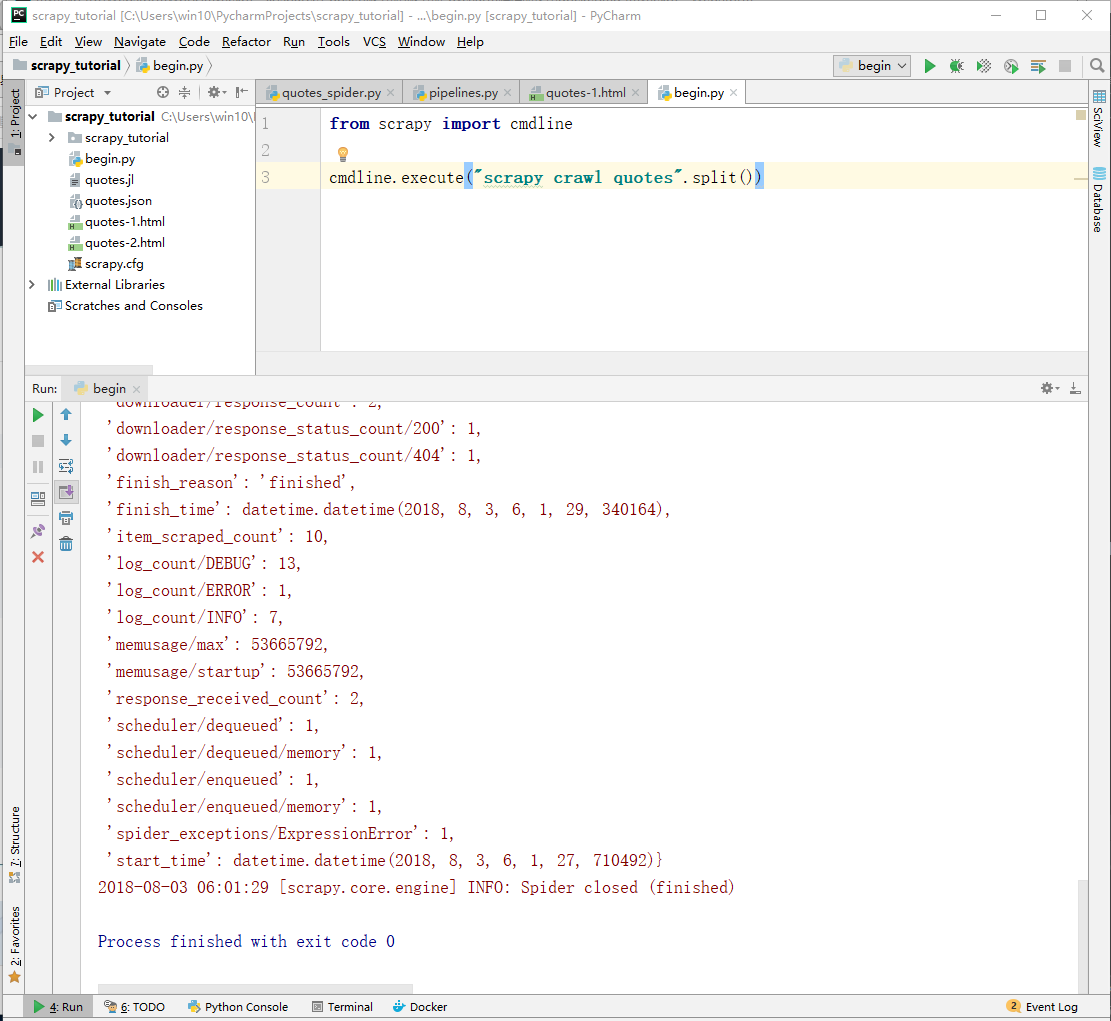 scrapy_tutorial [C:\Users\win10\PycharmProjects\scrapy_tutorial] - ...\begin.py [scrapy_tutorial] - PyCharm
File Edit View Navigate Code Refactor Run Tools VCS Window Help
scrapy_tutorial begin.py begin
1: Project
Project
quotes_spider.py pipelines.py quotes-1.html begin.py
scrapy_tutorial C:\Users\win10\
scrapy_tutorial
begin.py
quotes.jl
quotes.json
quotes-1.html
quotes-2.html
scrapy.cfg
External Libraries
Scratches and Consoles
1 from scrapy import cmdline
2
3 cmdline.execute("scrapy crawl quotes".split())
SciView
Database
Run: begin
'downloader/response_count': 2,
'downloader/response_status_count/200': 1,
'downloader/response_status_count/404': 1,
'finish_reason': 'finished',
'finish_time': datetime.datetime(2018, 8, 3, 6, 1, 29, 340164),
'item_scraped_count': 10,
'log_count/DEBUG': 13,
'log_count/ERROR': 1,
'log_count/INFO': 7,
'memusage/max': 53665792,
'memusage/startup': 53665792,
'response_received_count': 2,
'scheduler/dequeued': 1,
'scheduler/dequeued/memory': 1,
'scheduler/enqueued': 1,
'scheduler/enqueued/memory': 1,
'spider_exceptions/ExpressionError': 1,
'start_time': datetime.datetime(2018, 8, 3, 6, 1, 27, 710492)}
2018-08-03 06:01:29 [scrapy.core.engine] INFO: Spider closed (finished)
Process finished with exit code 0
7: Structure
2: Favorites
4: Run 6: TODO Python Console Terminal Docker 2 Event Log